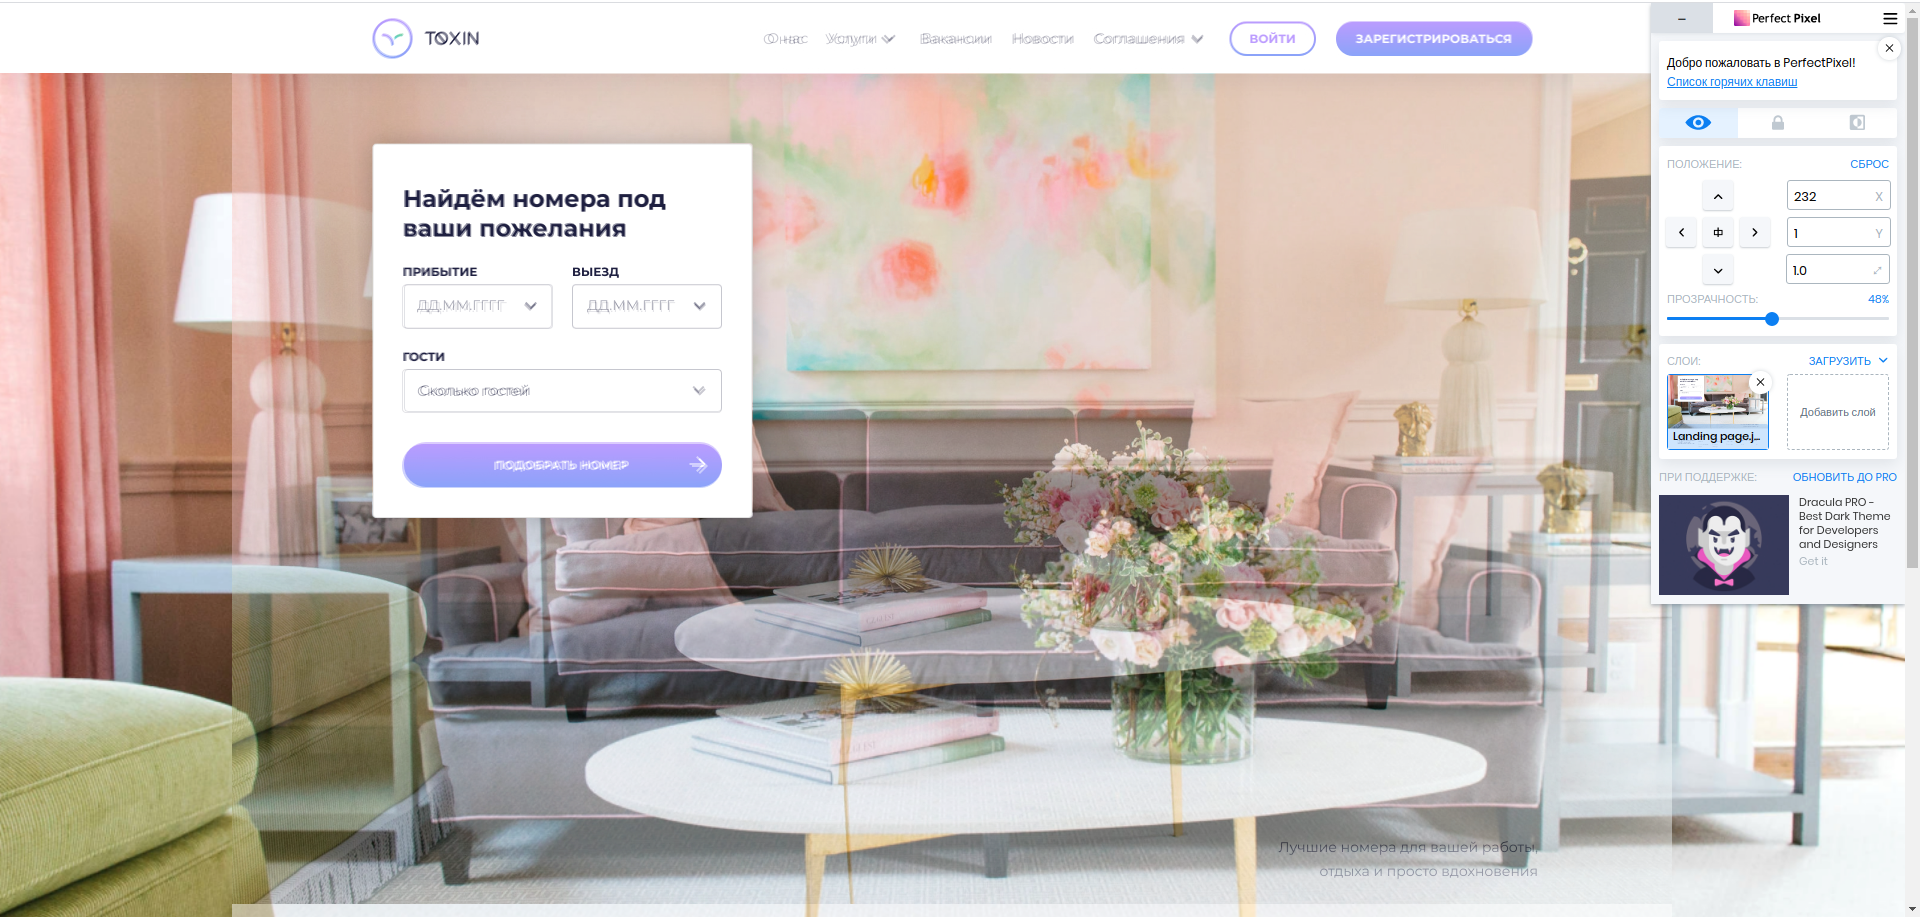 TOXIN
О нас
Услуги
Вакансии
Новости
Соглашения
ВОЙТИ
ЗАРЕГИСТРИРОВАТЬСЯ
Найдём номера под
ваши пожелания
ПРИБЫТИЕ
ВЫЕЗД
ДД.ММ.ГГГГ
ДД.ММ.ГГГГ
ГОСТИ
Сколько гостей
ПОДОБРАТЬ НОМЕР
Лучшие номера для вашей работы,
отдыха и просто вдохновения
Perfect Pixel
Добро пожаловать в PerfectPixel!
Список горячих клавиш
ПОЛОЖЕНИЕ:
СБРОС
232 X
1 Y
1.0
ПРОЗРАЧНОСТЬ:
48%
СЛОИ:
ЗАГРУЗИТЬ
Landing page.j...
Добавить слой
ПРИ ПОДДЕРЖКЕ:
ОБНОВИТЬ ДО PRO
Dracula PRO -
Best Dark Theme
for Developers
and Designers
Get it